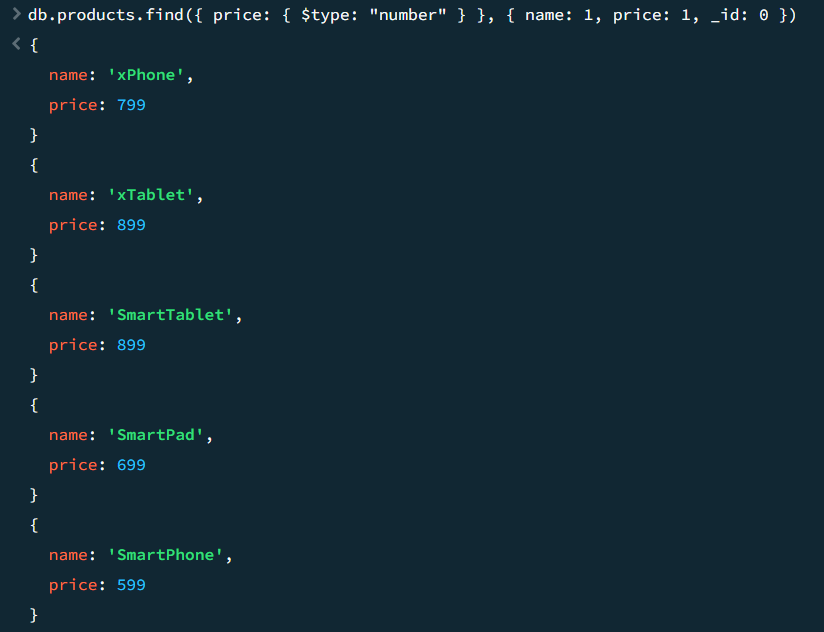 > db.products.find({ price: { $type: "number" } }, { name: 1, price: 1, _id: 0 })
< {
  name: 'xPhone',
  price: 799
}
{
  name: 'xTablet',
  price: 899
}
{
  name: 'SmartTablet',
  price: 899
}
{
  name: 'SmartPad',
  price: 699
}
{
  name: 'SmartPhone',
  price: 599
}